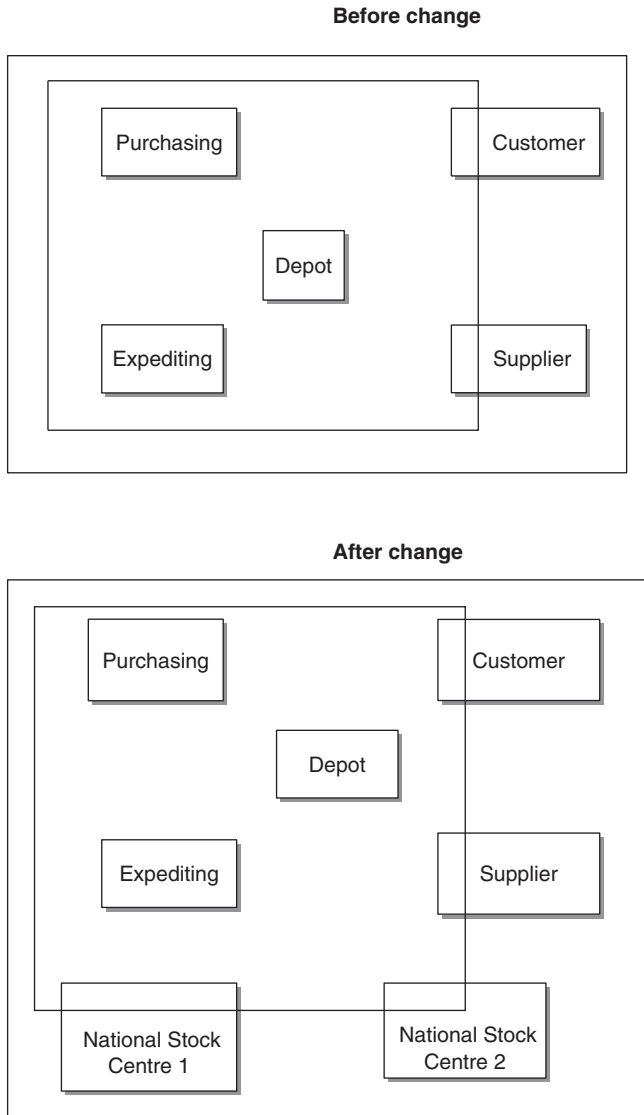 Before change
Purchasing
Customer
Depot
Expediting
Supplier
After change
Purchasing
Customer
Depot
Expediting
Supplier
National Stock
Centre 1
National Stock
Centre 2